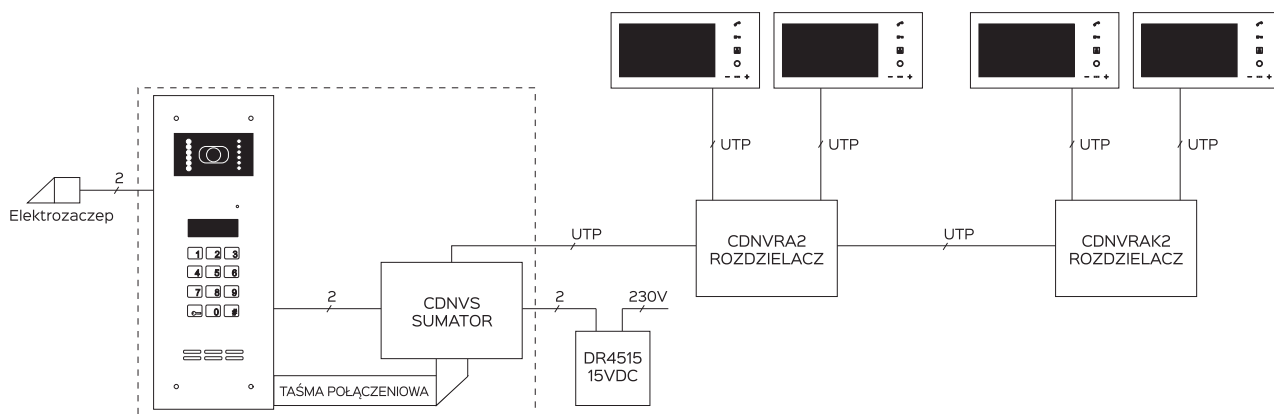 UTP
UTP
UTP
UTP
2
Elektrozaczep
1 2 3
4 5 6
7 8 9
0 #
2
CDNVS
SUMATOR
TAŚMA POŁĄCZENIOWA
UTP
2
230V
DR4515
15VDC
CDNVRA2
ROZDZIELACZ
UTP
CDNVRAK2
ROZDZIELACZ